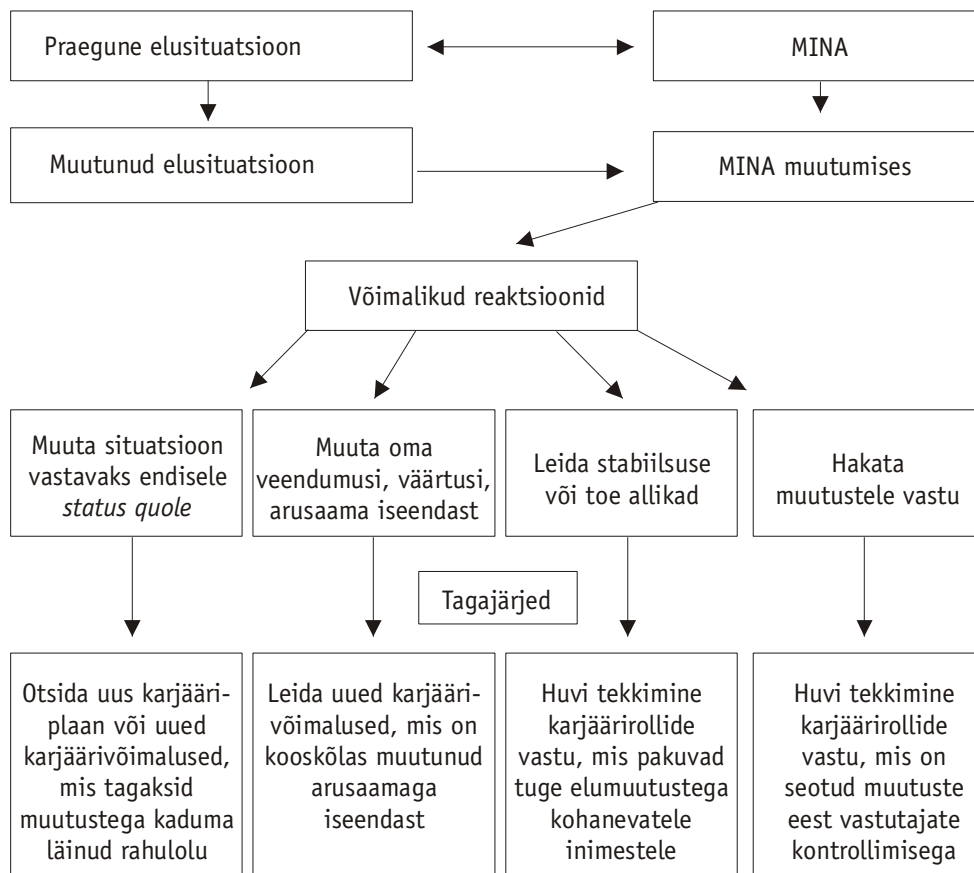 Praegune elusituatsioon
MINA
Muutunud elusituatsioon
MINA muutumises
Võimalikud reaktsioonid
Muuta situatsioon
vastavaks endisele
status quole
Muuta oma
veendumusi, väärtusi,
arusaama iseendast
Leida stabiilsuse
või toe allikad
Hakata
muutustele vastu
Tagajärjed
Otsida uus karjääri-
plaan või uued
karjäärivõimalused,
mis tagaksid
muutustega kaduma
läinud rahulolu
Leida uued karjääri-
võimalused, mis on
kooskõlas muutunud
arusaamaga
iseendast
Huvi tekkimine
karjäärirollide
vastu, mis pakuvad
tuge elumuutustega
kohanevatele
inimestele
Huvi tekkimine
karjäärirollide
vastu, mis on
seotud muutuste
eest vastutajate
kontrollimisega